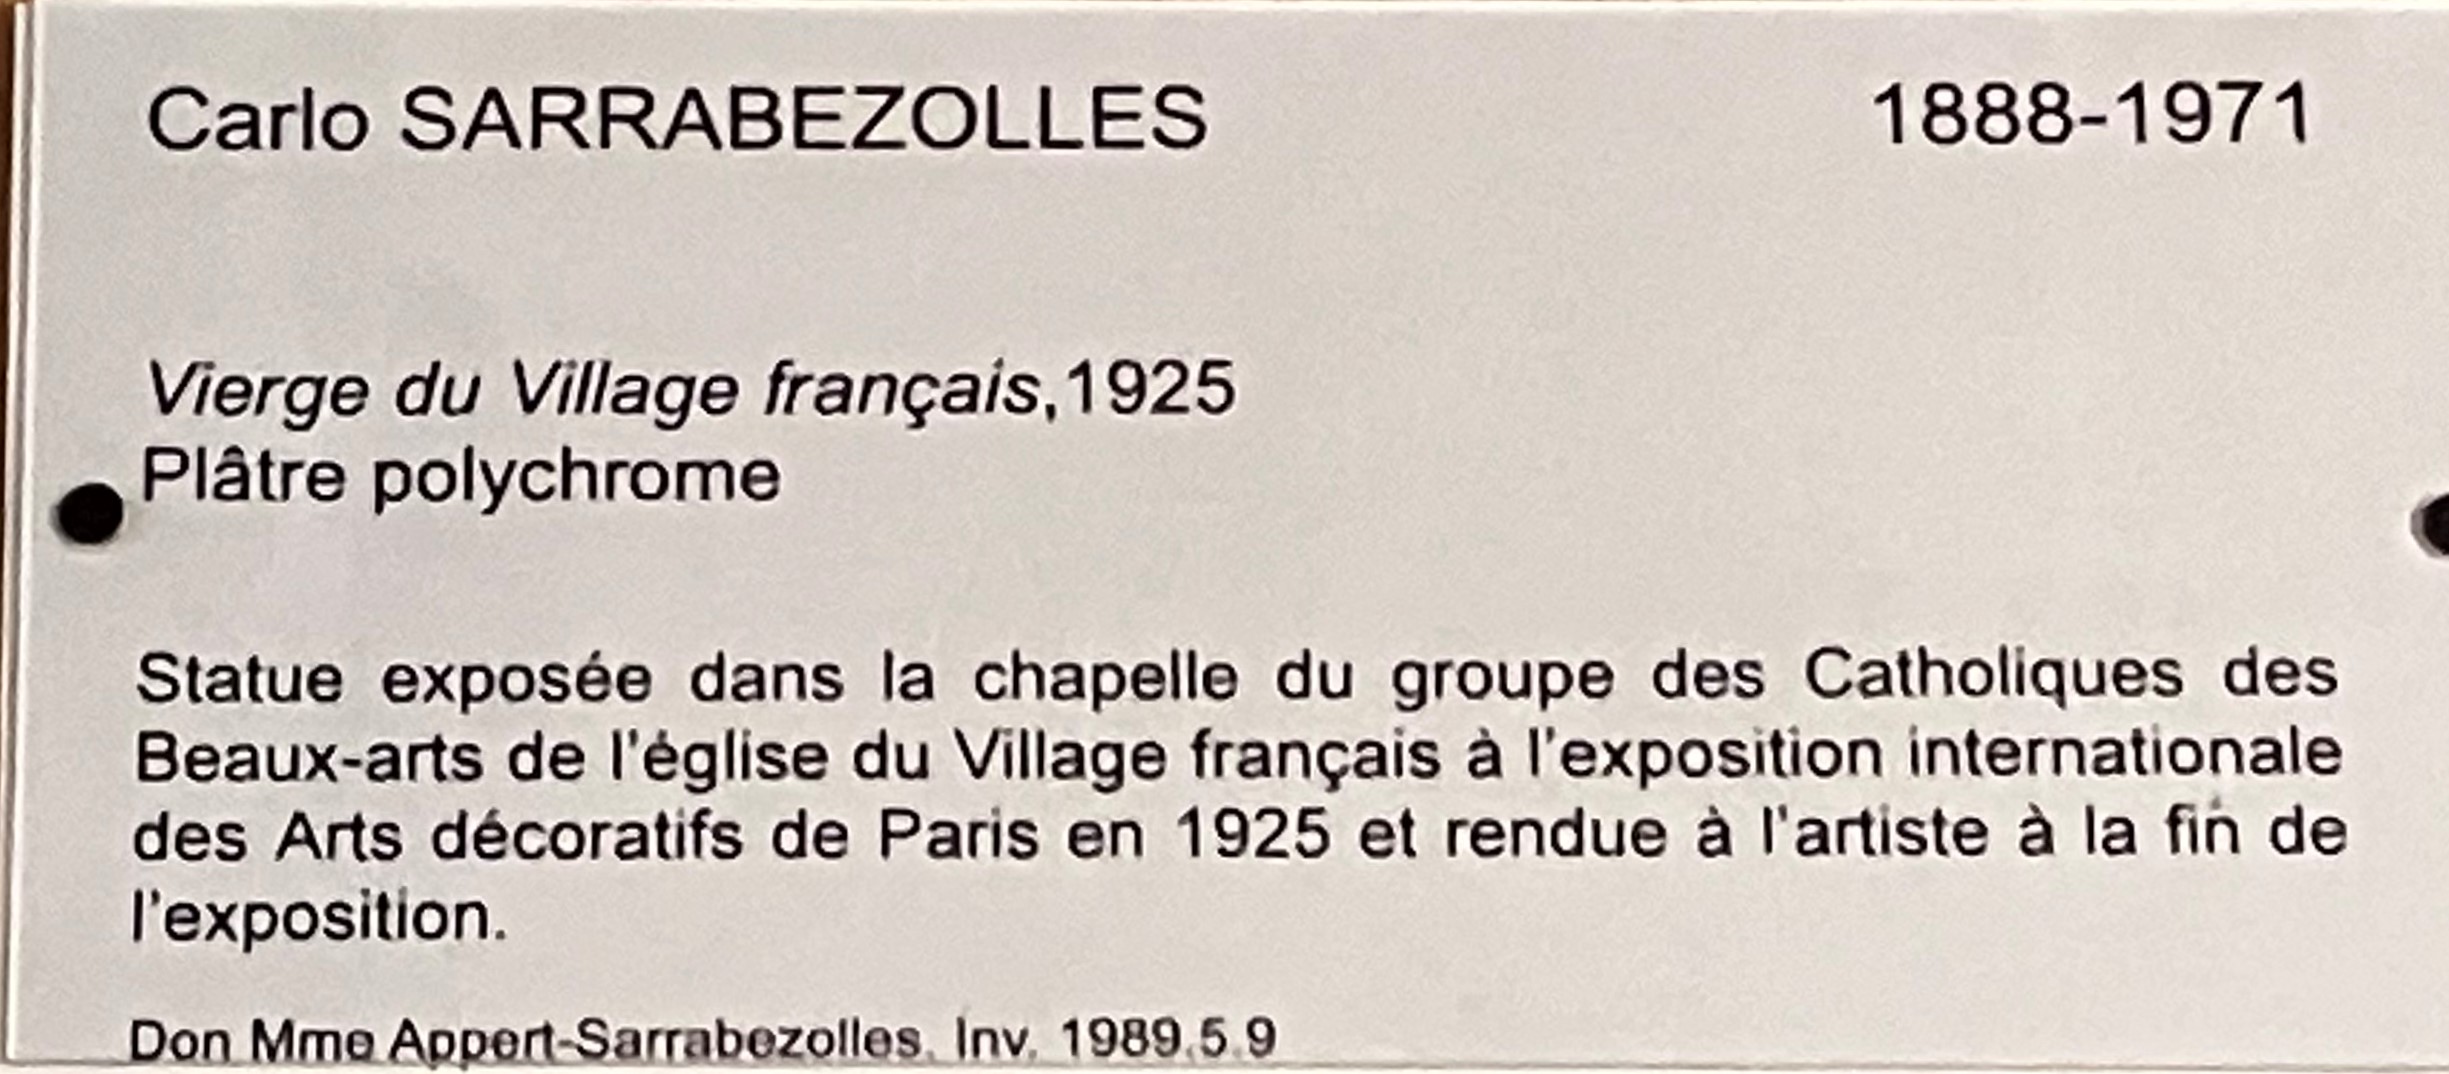 Carlo SARRABEZOLLES 1888-1971
Vierge du Village français,1925
Plâtre polychrome
Statue exposée dans la chapelle du groupe des Catholiques des
Beaux-arts de l'église du Village français à l'exposition internationale
des Arts décoratifs de Paris en 1925 et rendue à l'artiste à la fin de
l'exposition.
Don Mme Appert-Sarrabezolles. Inv. 1989.5.9